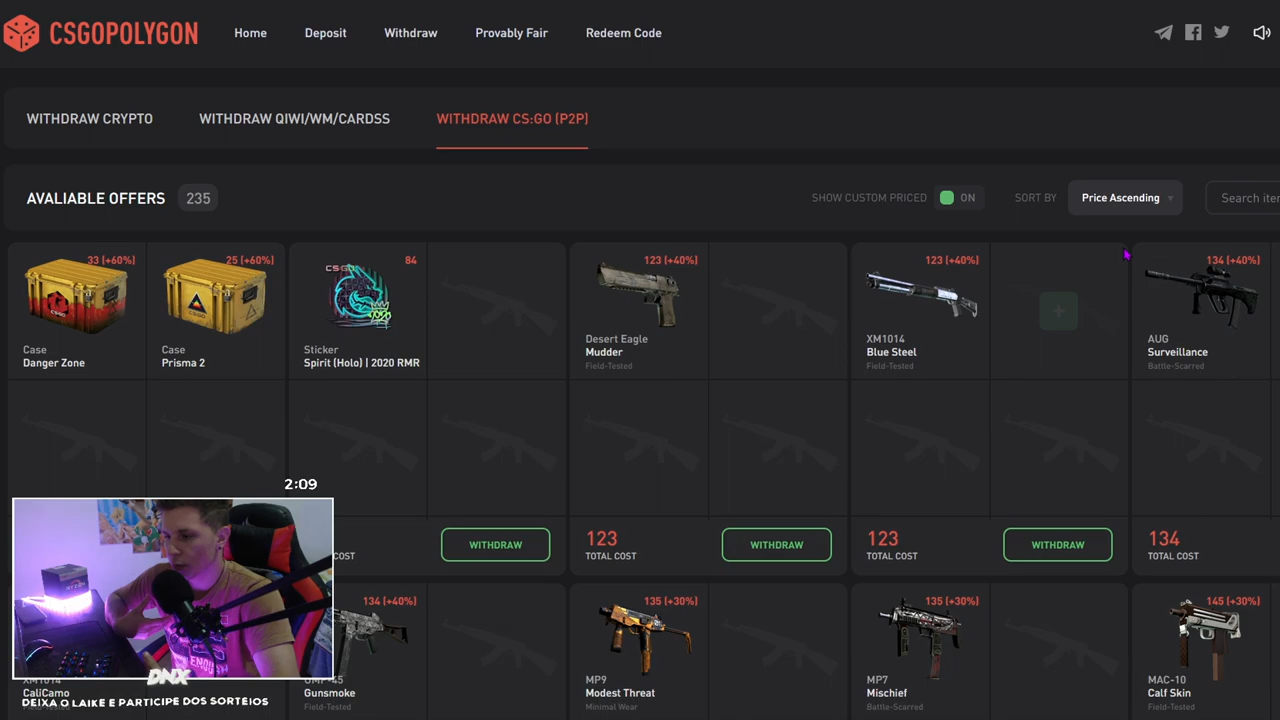 CSGOPOLYGON
Home
Deposit
Withdraw
Provably Fair
Redeem Code
WITHDRAW CRYPTO
WITHDRAW QIWI/WM/CARDSS
WITHDRAW CS:GO (P2P)
AVALIABLE OFFERS
235
SHOW CUSTOM PRICED
ON
SORT BY
Price Ascending
Search iter
33 (+60%)
Case
Danger Zone
25 (+60%)
Case
Prisma 2
84
CSGO
Sticker
Spirit (Holo) | 2020 RMR
123 (+40%)
Desert Eagle
Mudder
Field-Tested
123 (+40%)
XM1014
Blue Steel
Field-Tested
134 (+40%)
AUG
Surveillance
Battle-Scarred
2:09
COST
WITHDRAW
123
TOTAL COST
WITHDRAW
123
TOTAL COST
WITHDRAW
134
TOTAL COST
XM1014
CaliCamo
134 (+40%)
UMP-45
Gunsmoke
Field-Tested
135 (+30%)
MP9
Modest Threat
Minimal Wear
135 (+30%)
MP7
Mischief
Battle-Scarred
145 (+30%)
MAC-10
Calf Skin
Field-Tested
DNX
DEIXA O LAIKE E PARTICIPE DOS SORTEIOS